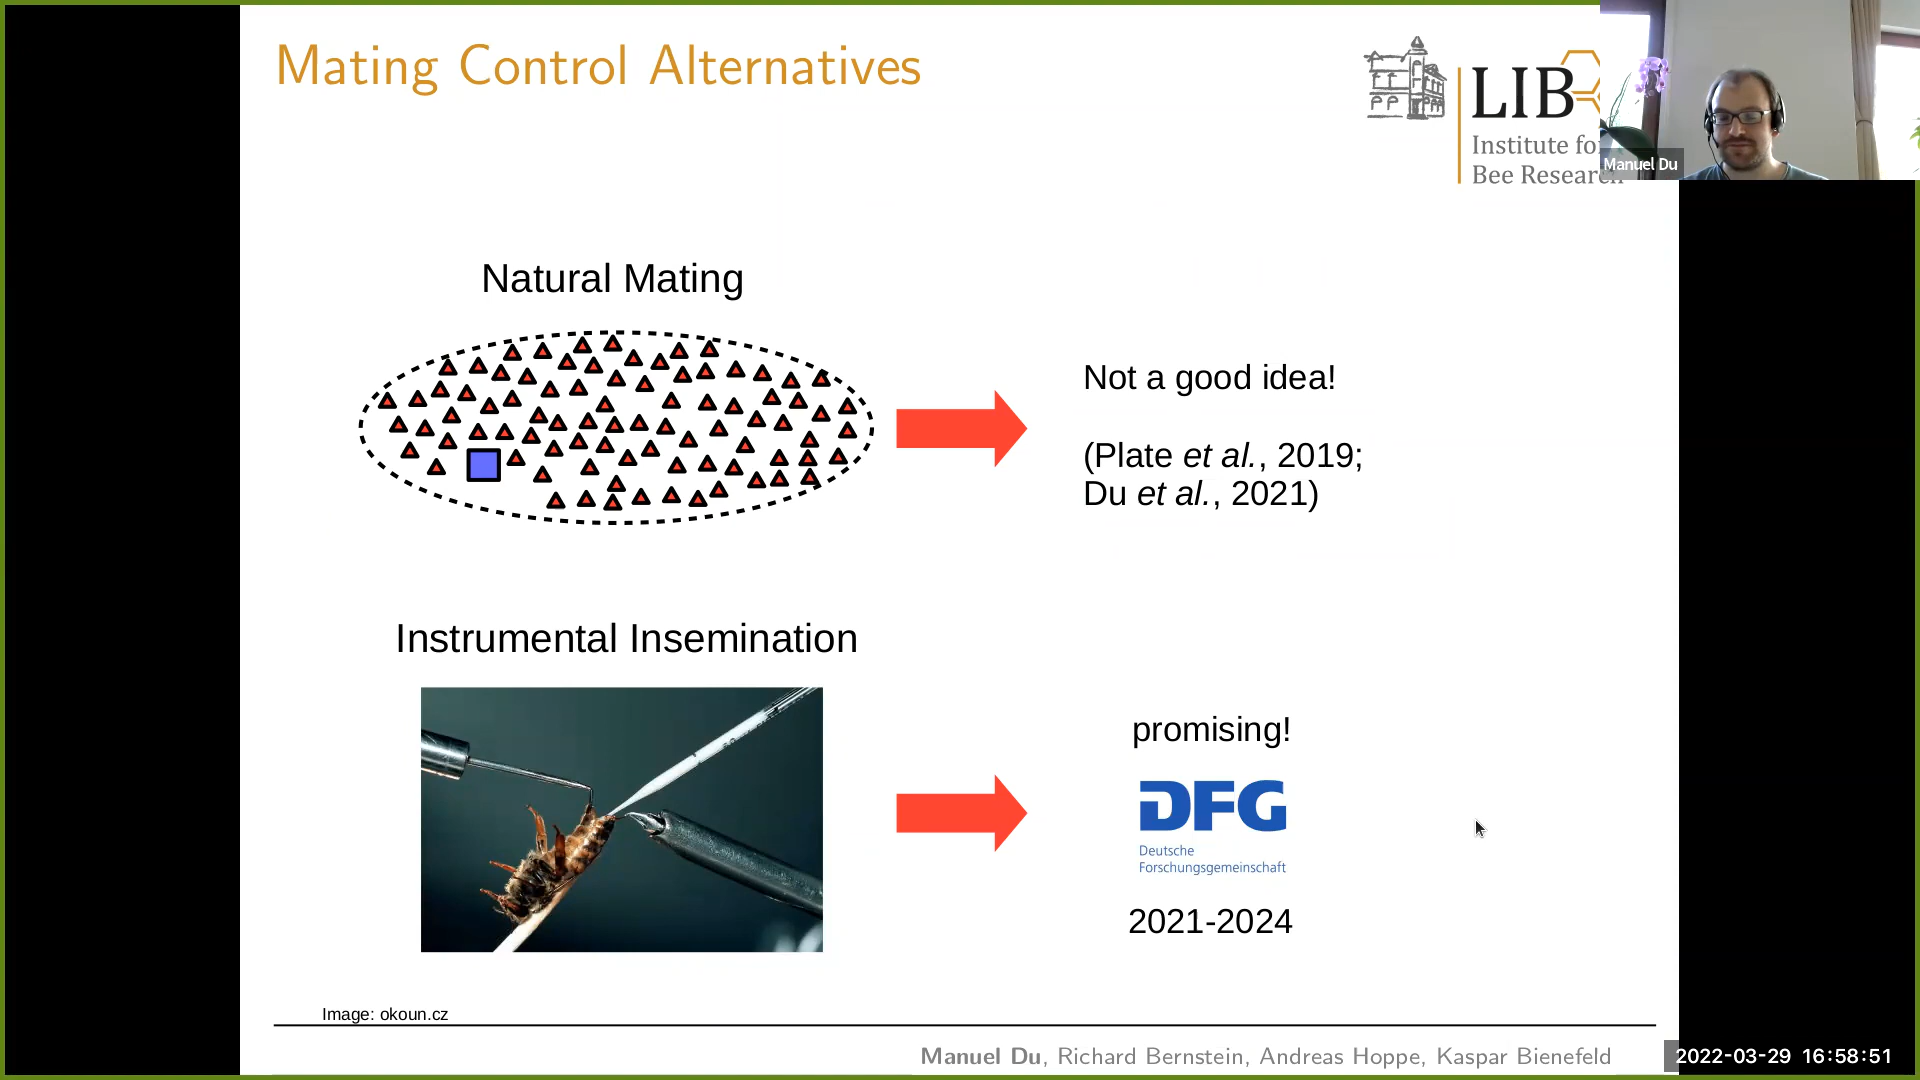 Mating Control Alternatives
LIB
Institute for
Bee Research
Manuel Du
Natural Mating
Not a good idea!
(Plate et al., 2019;
Du et al., 2021)
Instrumental Insemination
promising!
DFG
Deutsche
Forschungsgemeinschaft
2021-2024
Image: okoun.cz
Manuel Du, Richard Bernstein, Andreas Hoppe, Kaspar Bienefeld
2022-03-29 16:58:51